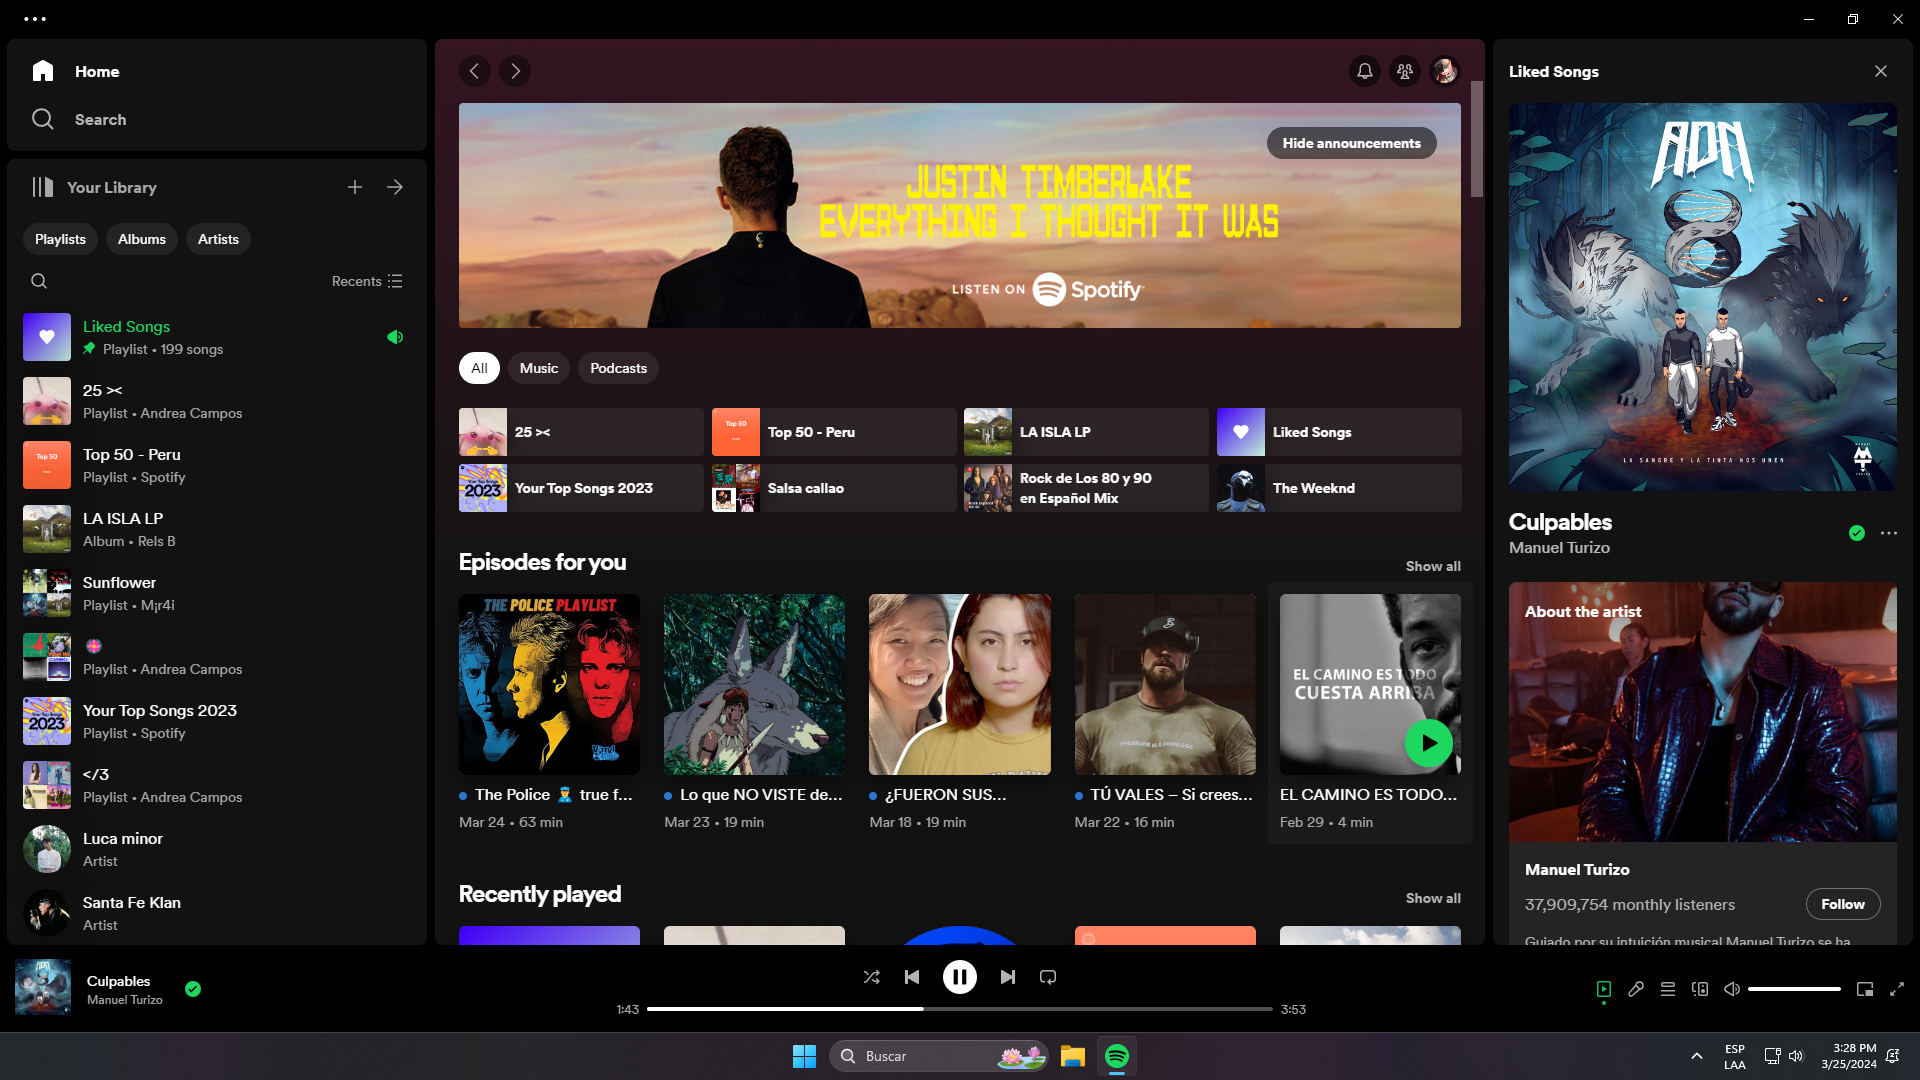 Home
Search
Your Library
Playlists
Albums
Artists
Recents
Liked Songs
Playlist • 199 songs
25 ><
Playlist • Andrea Campos
Top 50 - Peru
Playlist • Spotify
LA ISLA LP
Album • Rels B
Sunflower
Playlist • M¡r4i
Playlist • Andrea Campos
Your Top Songs 2023
Playlist • Spotify
</3
Playlist • Andrea Campos
Luca minor
Artist
Santa Fe Klan
Artist
Hide announcements
JUSTIN TIMBERLAKE
EVERYTHING I THOUGHT IT WAS
LISTEN ON Spotify
All
Music
Podcasts
25 ><
Top 50
Top 50 - Peru
LA ISLA LP
Liked Songs
Your Top Songs 2023
Salsa callao
Rock de Los 80 y 90
en Español Mix
The Weeknd
Episodes for you
Show all
THE POLICE PLAYLIST
PRESSURE IS A PRIVILEGE
EL CAMINO ES TODO
CUESTA ARRIBA
The Police 👮 true f...
Mar 24 • 63 min
Lo que NO VISTE de...
Mar 23 • 19 min
¿FUERON SUS...
Mar 18 • 19 min
TÚ VALES – Si crees...
Mar 22 • 16 min
EL CAMINO ES TODO...
Feb 29 • 4 min
Recently played
Show all
Liked Songs
ADN
LA SANGRE Y LA TINTA NOS UNEN
Culpables
Manuel Turizo
About the artist
Manuel Turizo
37,909,754 monthly listeners
Follow
Guiado por su intuición musical Manuel Turizo se ha
Culpables
Manuel Turizo
1:43
3:53
Buscar
ESP
LAA
3:28 PM
3/25/2024